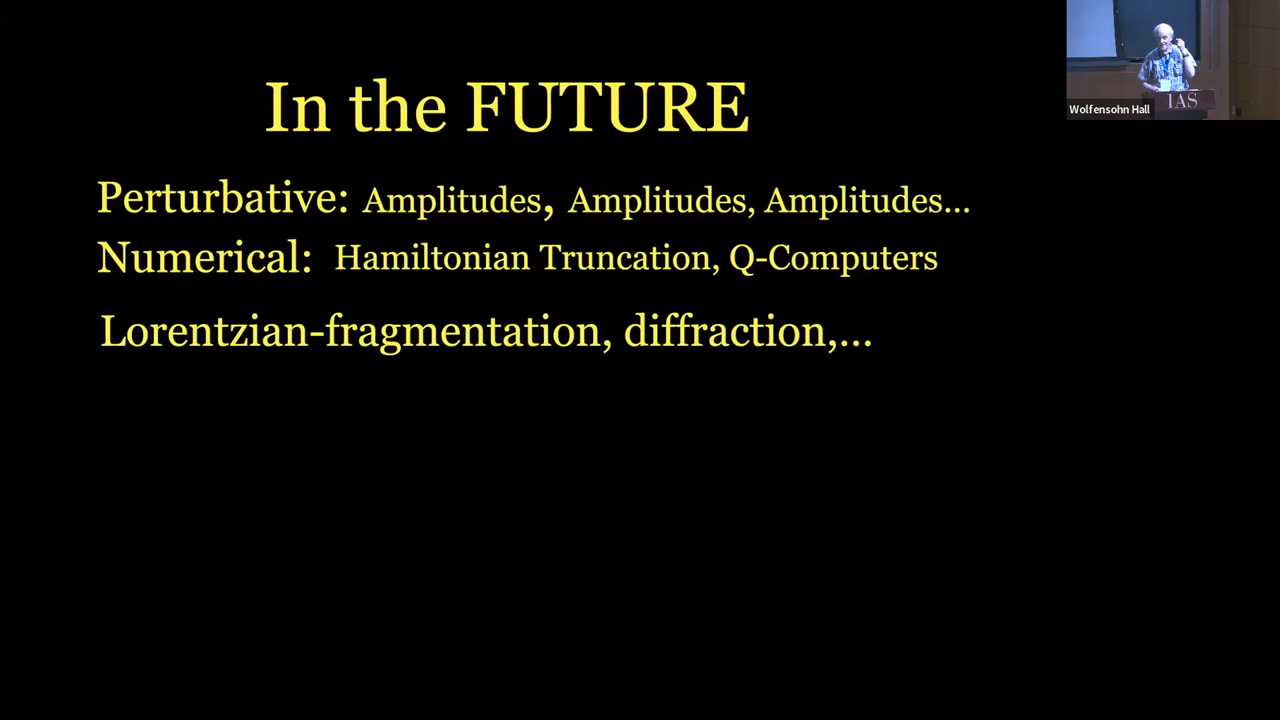 In the FUTURE
Perturbative: Amplitudes, Amplitudes, Amplitudes...
Numerical: Hamiltonian Truncation, Q-Computers
Lorentzian-fragmentation, diffraction,...
Wolfensohn Hall
IAS